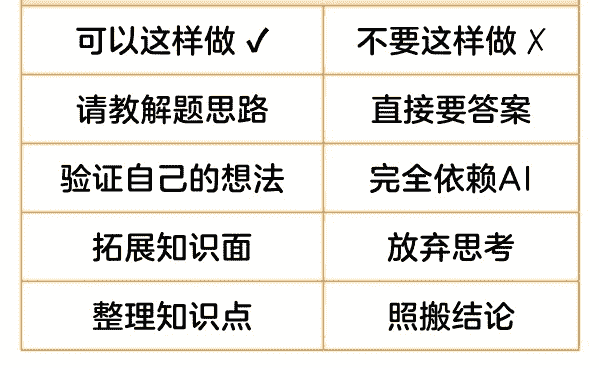 可以这样做 ✓ 不要这样做 ✗
请教解题思路 直接要答案
验证自己的想法 完全依赖AI
拓展知识面 放弃思考
整理知识点 照搬结论